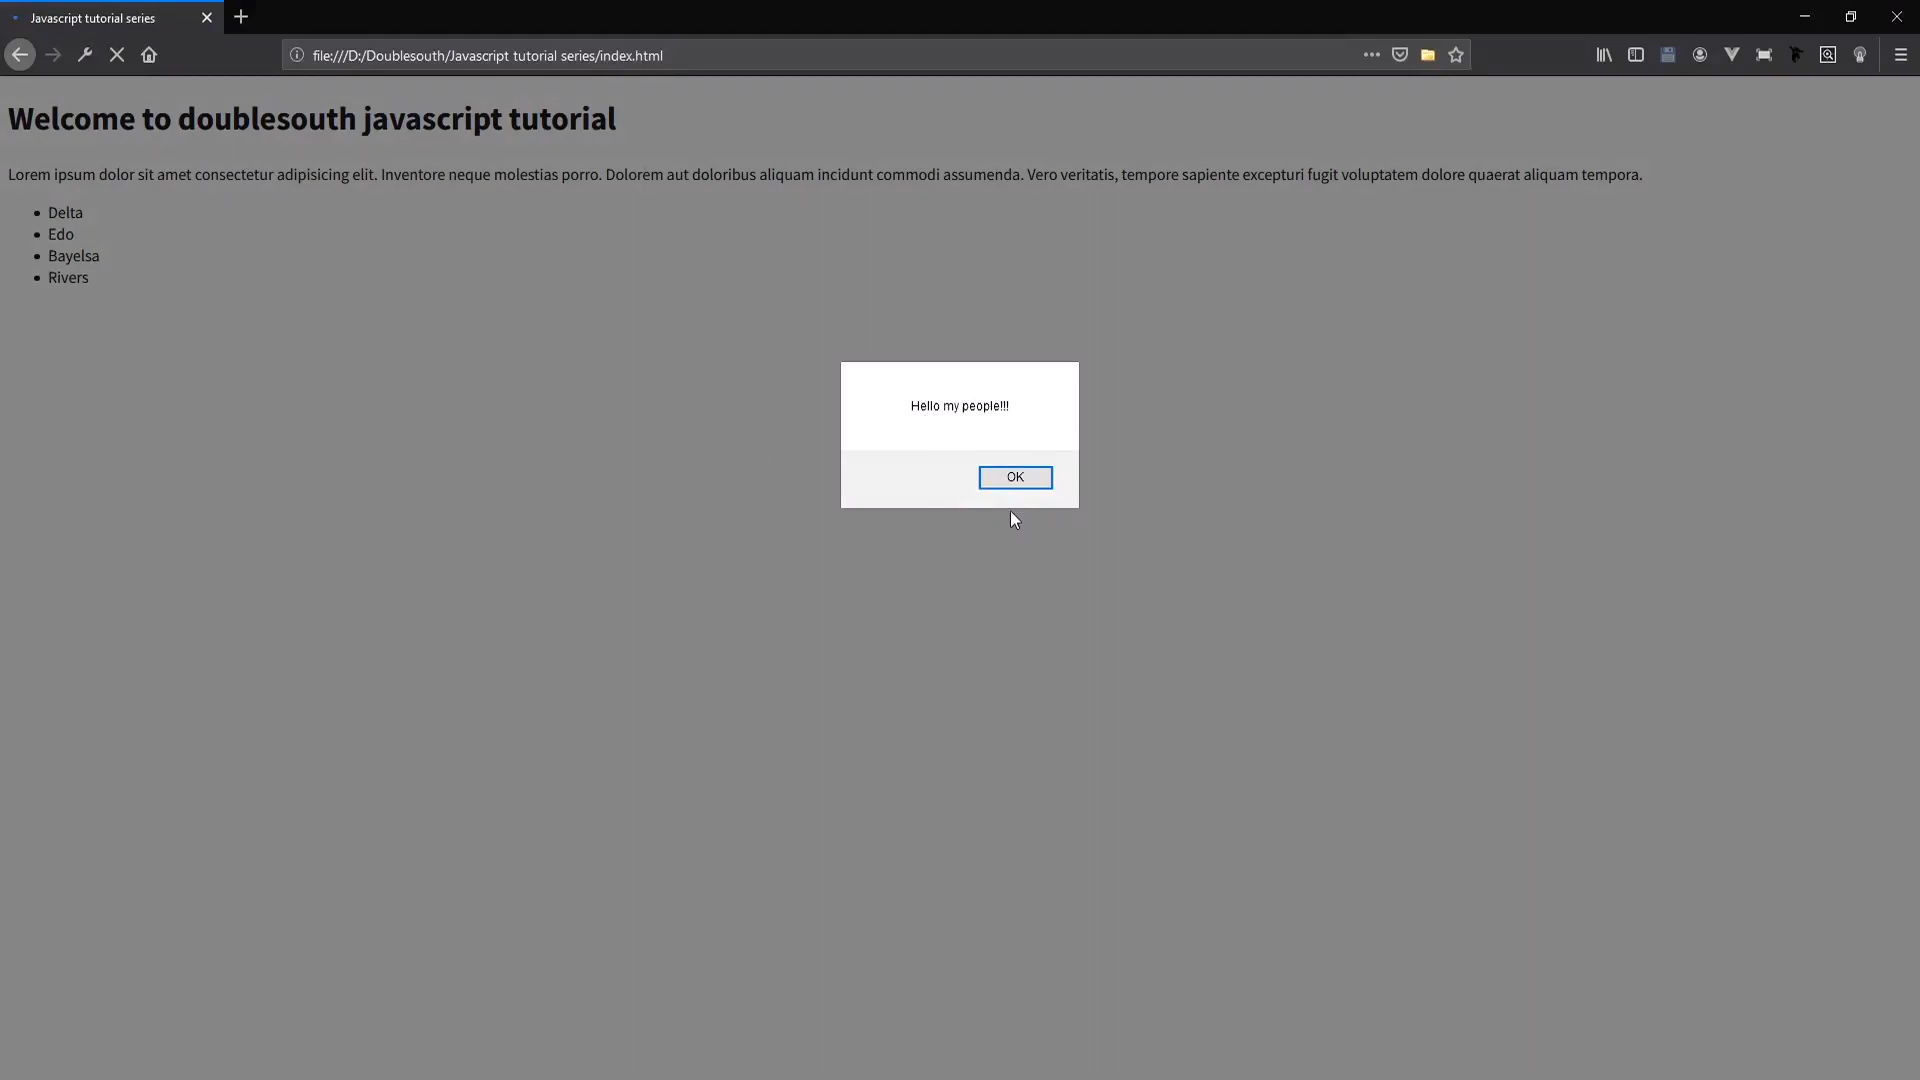 Javascript tutorial series
file:///D:/Doublesouth/Javascript tutorial series/index.html
Welcome to doublesouth javascript tutorial
Lorem ipsum dolor sit amet consectetur adipisicing elit. Inventore neque molestias porro. Dolorem aut doloribus aliquam incidunt commodi assumenda. Vero veritatis, tempore sapiente excepturi fugit voluptatem dolore quaerat aliquam tempora.
Delta
Edo
Bayelsa
Rivers
Hello my people!!!
OK